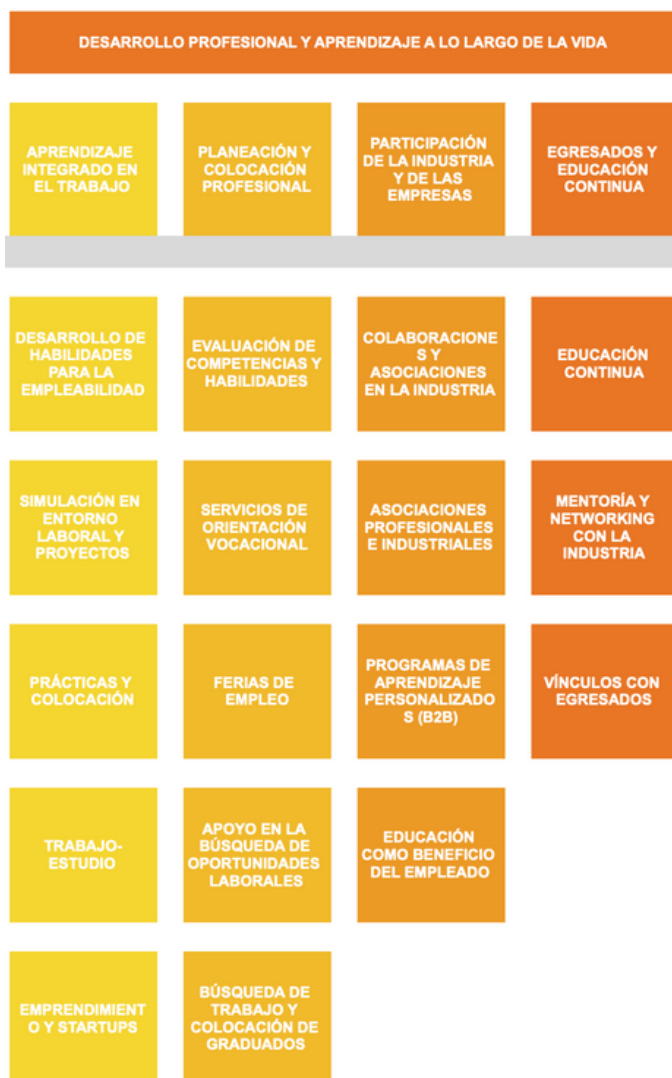 DESARROLLO PROFESIONAL Y APRENDIZAJE A LO LARGO DE LA VIDA
APRENDIZAJE
INTEGRADO EN
EL TRABAJO
PLANEACIÓN Y
COLOCACIÓN
PROFESIONAL
PARTICIPACIÓN
DE LA INDUSTRIA
Y DE LAS
EMPRESAS
EGRESADOS Y
EDUCACIÓN
CONTINUA
DESARROLLO DE
HABILIDADES
PARA LA
EMPLEABILIDAD
EVALUACIÓN DE
COMPETENCIAS Y
HABILIDADES
COLABORACIONE
S Y
ASOCIACIONES
EN LA INDUSTRIA
EDUCACIÓN
CONTINUA
SIMULACIÓN EN
ENTORNO
LABORAL Y
PROYECTOS
SERVICIOS DE
ORIENTACIÓN
VOCACIONAL
ASOCIACIONES
PROFESIONALES
E INDUSTRIALES
MENTORÍA Y
NETWORKING
CON LA
INDUSTRIA
PRÁCTICAS Y
COLOCACIÓN
FERIAS DE
EMPLEO
PROGRAMAS DE
APRENDIZAJE
PERSONALIZADO
S (B2B)
VÍNCULOS CON
EGRESADOS
TRABAJO-
ESTUDIO
APOYO EN LA
BÚSQUEDA DE
OPORTUNIDADES
LABORALES
EDUCACIÓN
COMO BENEFICIO
DEL EMPLEADO
EMPRENDIMIENT
O Y STARTUPS
BÚSQUEDA DE
TRABAJO Y
COLOCACIÓN DE
GRADUADOS